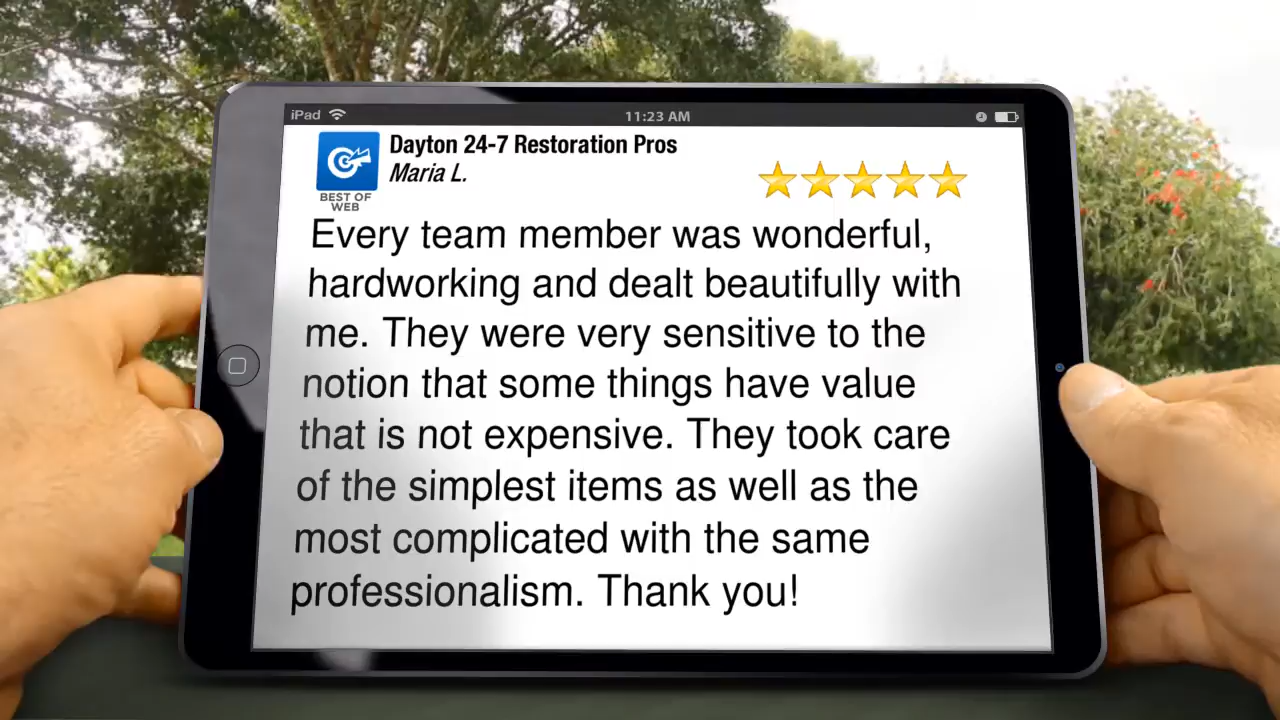 iPad 11:23 AM
Dayton 24-7 Restoration Pros
Maria L.
BEST OF
WEB
Every team member was wonderful,
hardworking and dealt beautifully with
me. They were very sensitive to the
notion that some things have value
that is not expensive. They took care
of the simplest items as well as the
most complicated with the same
professionalism. Thank you!